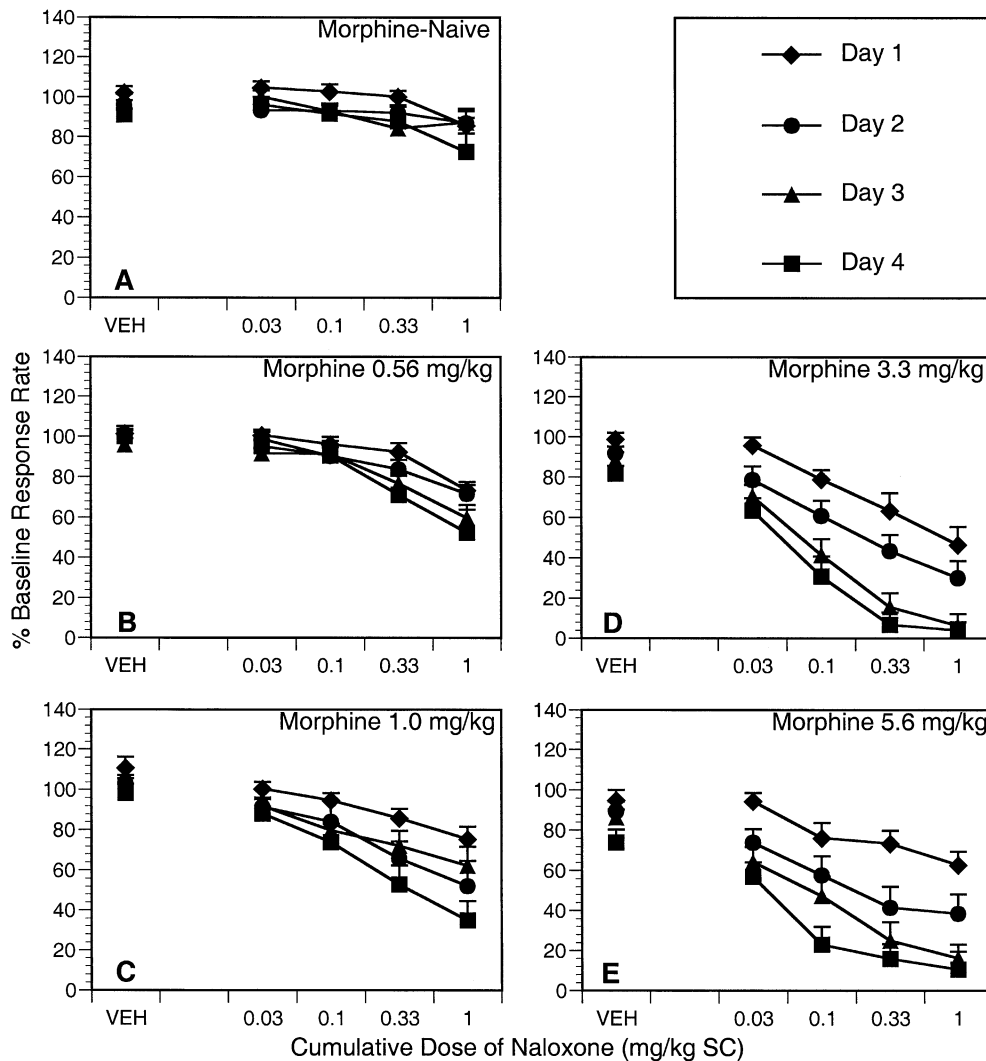 Morphine-Naive
140
120
100
80
60
40
20
0
A
VEH 0.03 0.1 0.33 1
Day 1
Day 2
Day 3
Day 4
% Baseline Response Rate
Morphine 0.56 mg/kg
140
120
100
80
60
40
20
0
B
VEH 0.03 0.1 0.33 1
Morphine 3.3 mg/kg
140
120
100
80
60
40
20
0
D
VEH 0.03 0.1 0.33 1
Morphine 1.0 mg/kg
140
120
100
80
60
40
20
0
C
VEH 0.03 0.1 0.33 1
Morphine 5.6 mg/kg
140
120
100
80
60
40
20
0
E
VEH 0.03 0.1 0.33 1
Cumulative Dose of Naloxone (mg/kg SC)